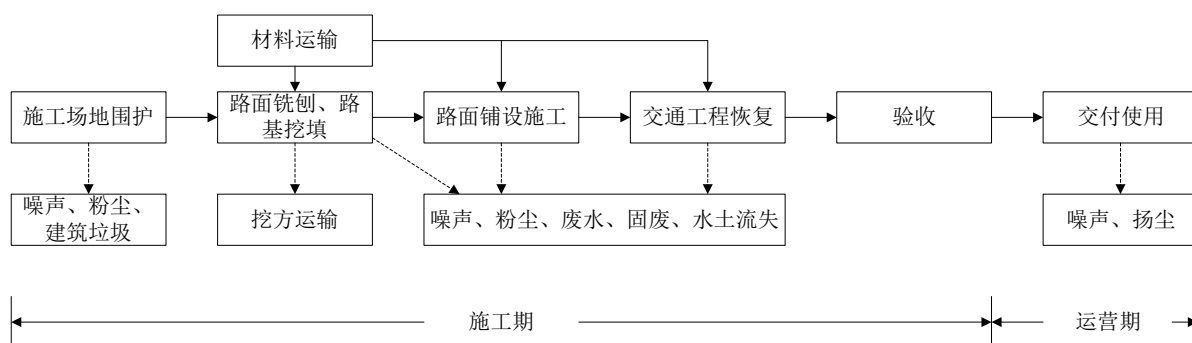 材料运输
施工场地围护
路面铣刨、路
基挖填
路面铺设施工
交通工程恢复
验收
交付使用
噪声、粉尘、
建筑垃圾
挖方运输
噪声、粉尘、废水、固废、水土流失
噪声、扬尘
施工期
运营期